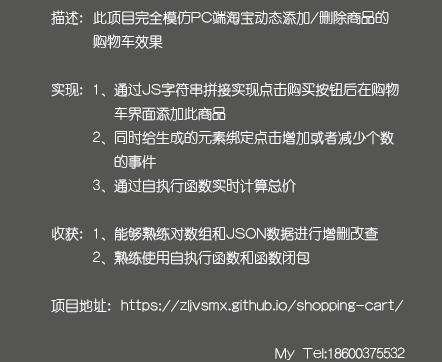 描述：此项目完全模仿PC端淘宝动态添加/删除商品的
购物车效果
实现：1、通过JS字符串拼接实现点击购买按钮后在购物
车界面添加此商品
2、同时给生成的元素绑定点击增加或者减少个数
的事件
3、通过自执行函数实时计算总价
收获：1、能够熟练对数组和JSON数据进行增删改查
2、熟练使用自执行函数和函数闭包
项目地址：https://zljvsmx.github.io/shopping-cart/
My Tel:18600375532